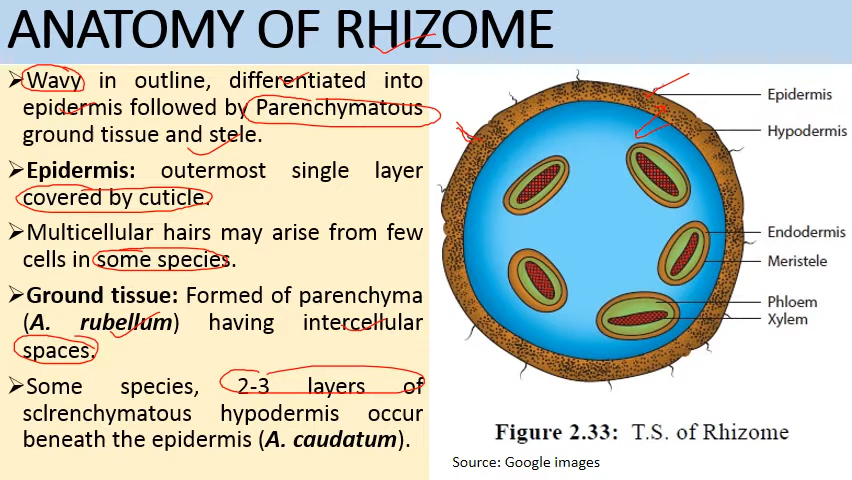 ANATOMY OF RHIZOME
➤Wavy in outline, differentiated into
epidermis followed by Parenchymatous
ground tissue and stele.
➤Epidermis: outermost single layer
covered by cuticle.
➤Multicellular hairs may arise from few
cells in some species.
➤Ground tissue: Formed of parenchyma
(A. rubellum) having intercellular
spaces.
➤Some species, 2-3 layers of
sclrenchymatous hypodermis occur
beneath the epidermis (A. caudatum).
Epidermis
Hypodermis
Endodermis
Meristele
Phloem
Xylem
Figure 2.33: T.S. of Rhizome
Source: Google images